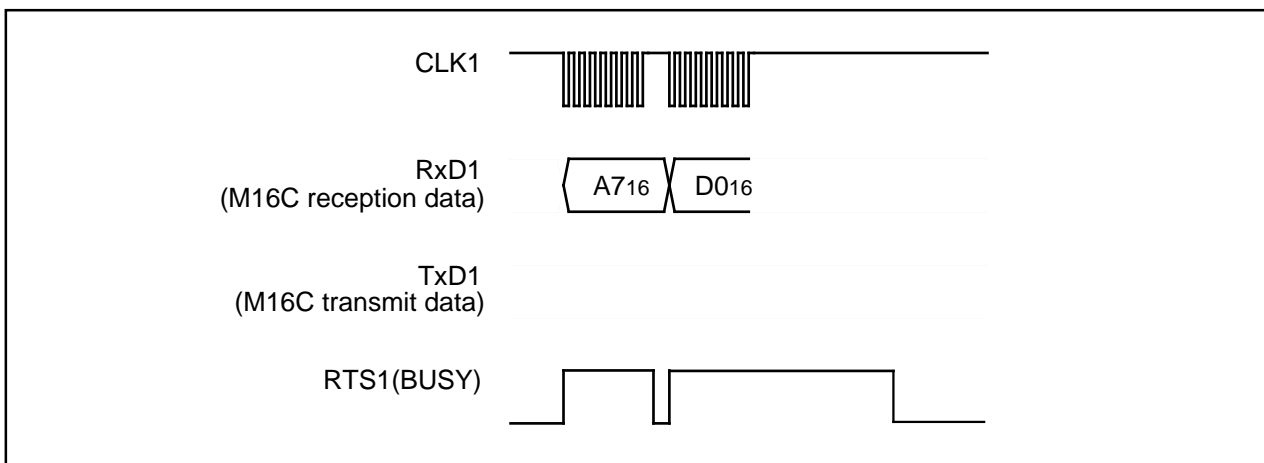 CLK1
RxD1
(M16C reception data)
A716
D016
TxD1
(M16C transmit data)
RTS1(BUSY)